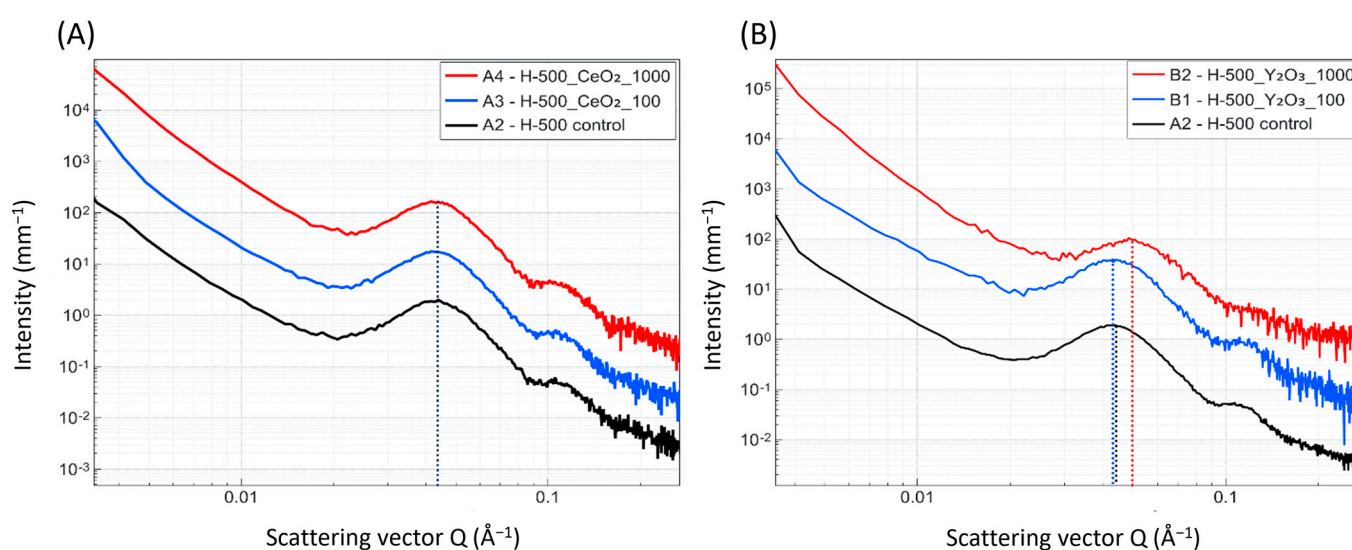 (A)
A4 - H-500_CeO₂_1000
A3 - H-500_CeO₂_100
A2 - H-500 control
Intensity (mm⁻¹)
10⁴
10³
10²
10¹
10⁰
10⁻¹
10⁻²
10⁻³
0.01
0.1
Scattering vector Q (Å⁻¹)
(B)
B2 - H-500_Y₂O₃_1000
B1 - H-500_Y₂O₃_100
A2 - H-500 control
Intensity (mm⁻¹)
10⁵
10⁴
10³
10²
10¹
10⁰
10⁻¹
10⁻²
0.01
0.1
Scattering vector Q (Å⁻¹)